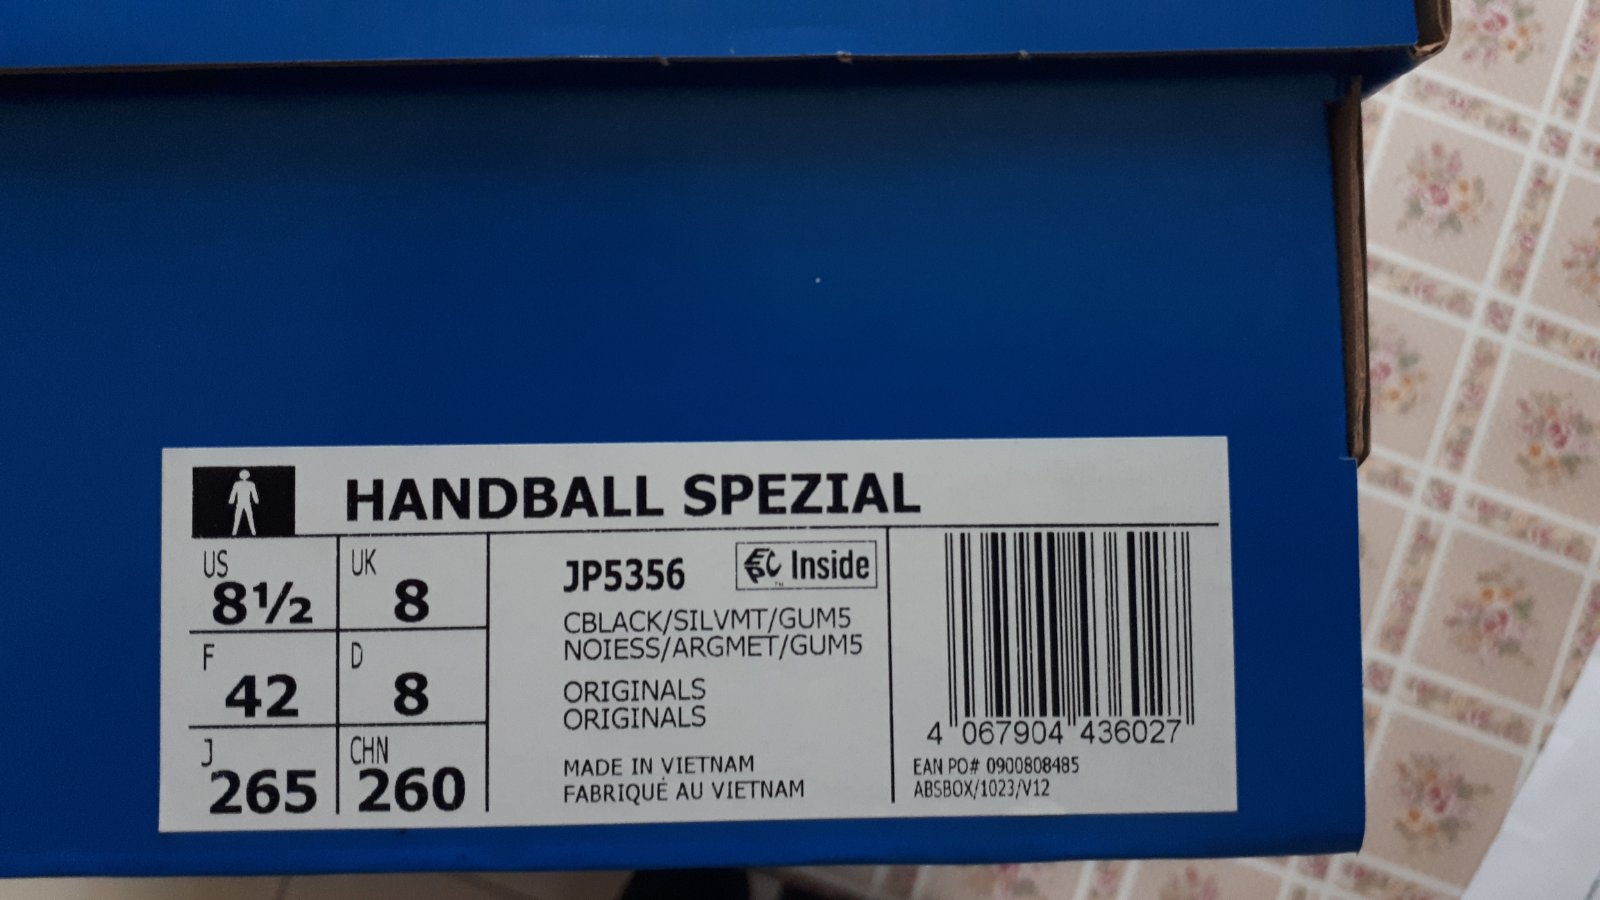 HANDBALL SPEZIAL
US
8½
UK
8
F
42
D
8
J
265
CHN
260
JP5356
EPC™ Inside
CBLACK/SILVMT/GUM5
NOIESS/ARGMET/GUM5
ORIGINALS
ORIGINALS
MADE IN VIETNAM
FABRIQUÉ AU VIETNAM
4 067904 436027
EAN PO# 0900808485
ABSBOX/1023/V12